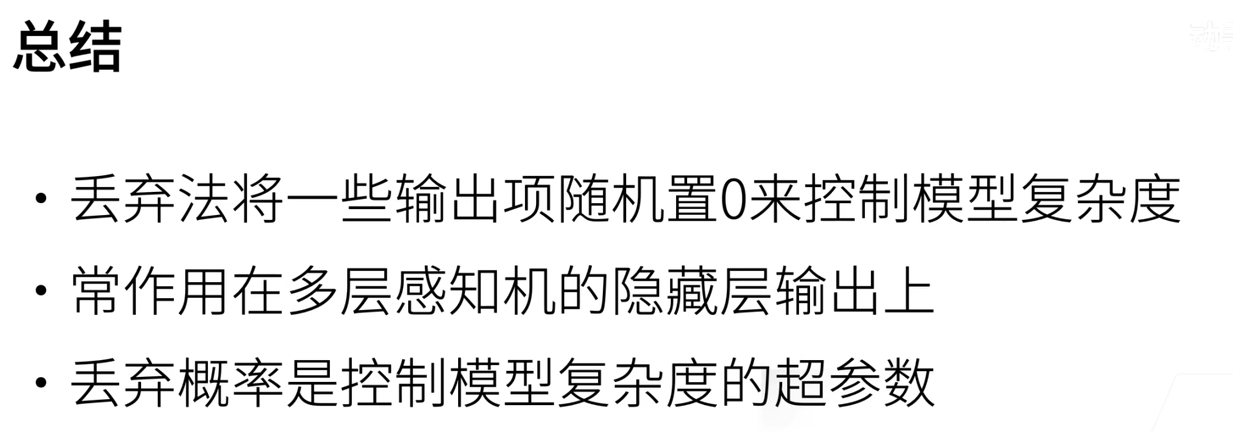 总结
• 丢弃法将一些输出项随机置0来控制模型复杂度
• 常作用在多层感知机的隐藏层输出上
• 丢弃概率是控制模型复杂度的超参数